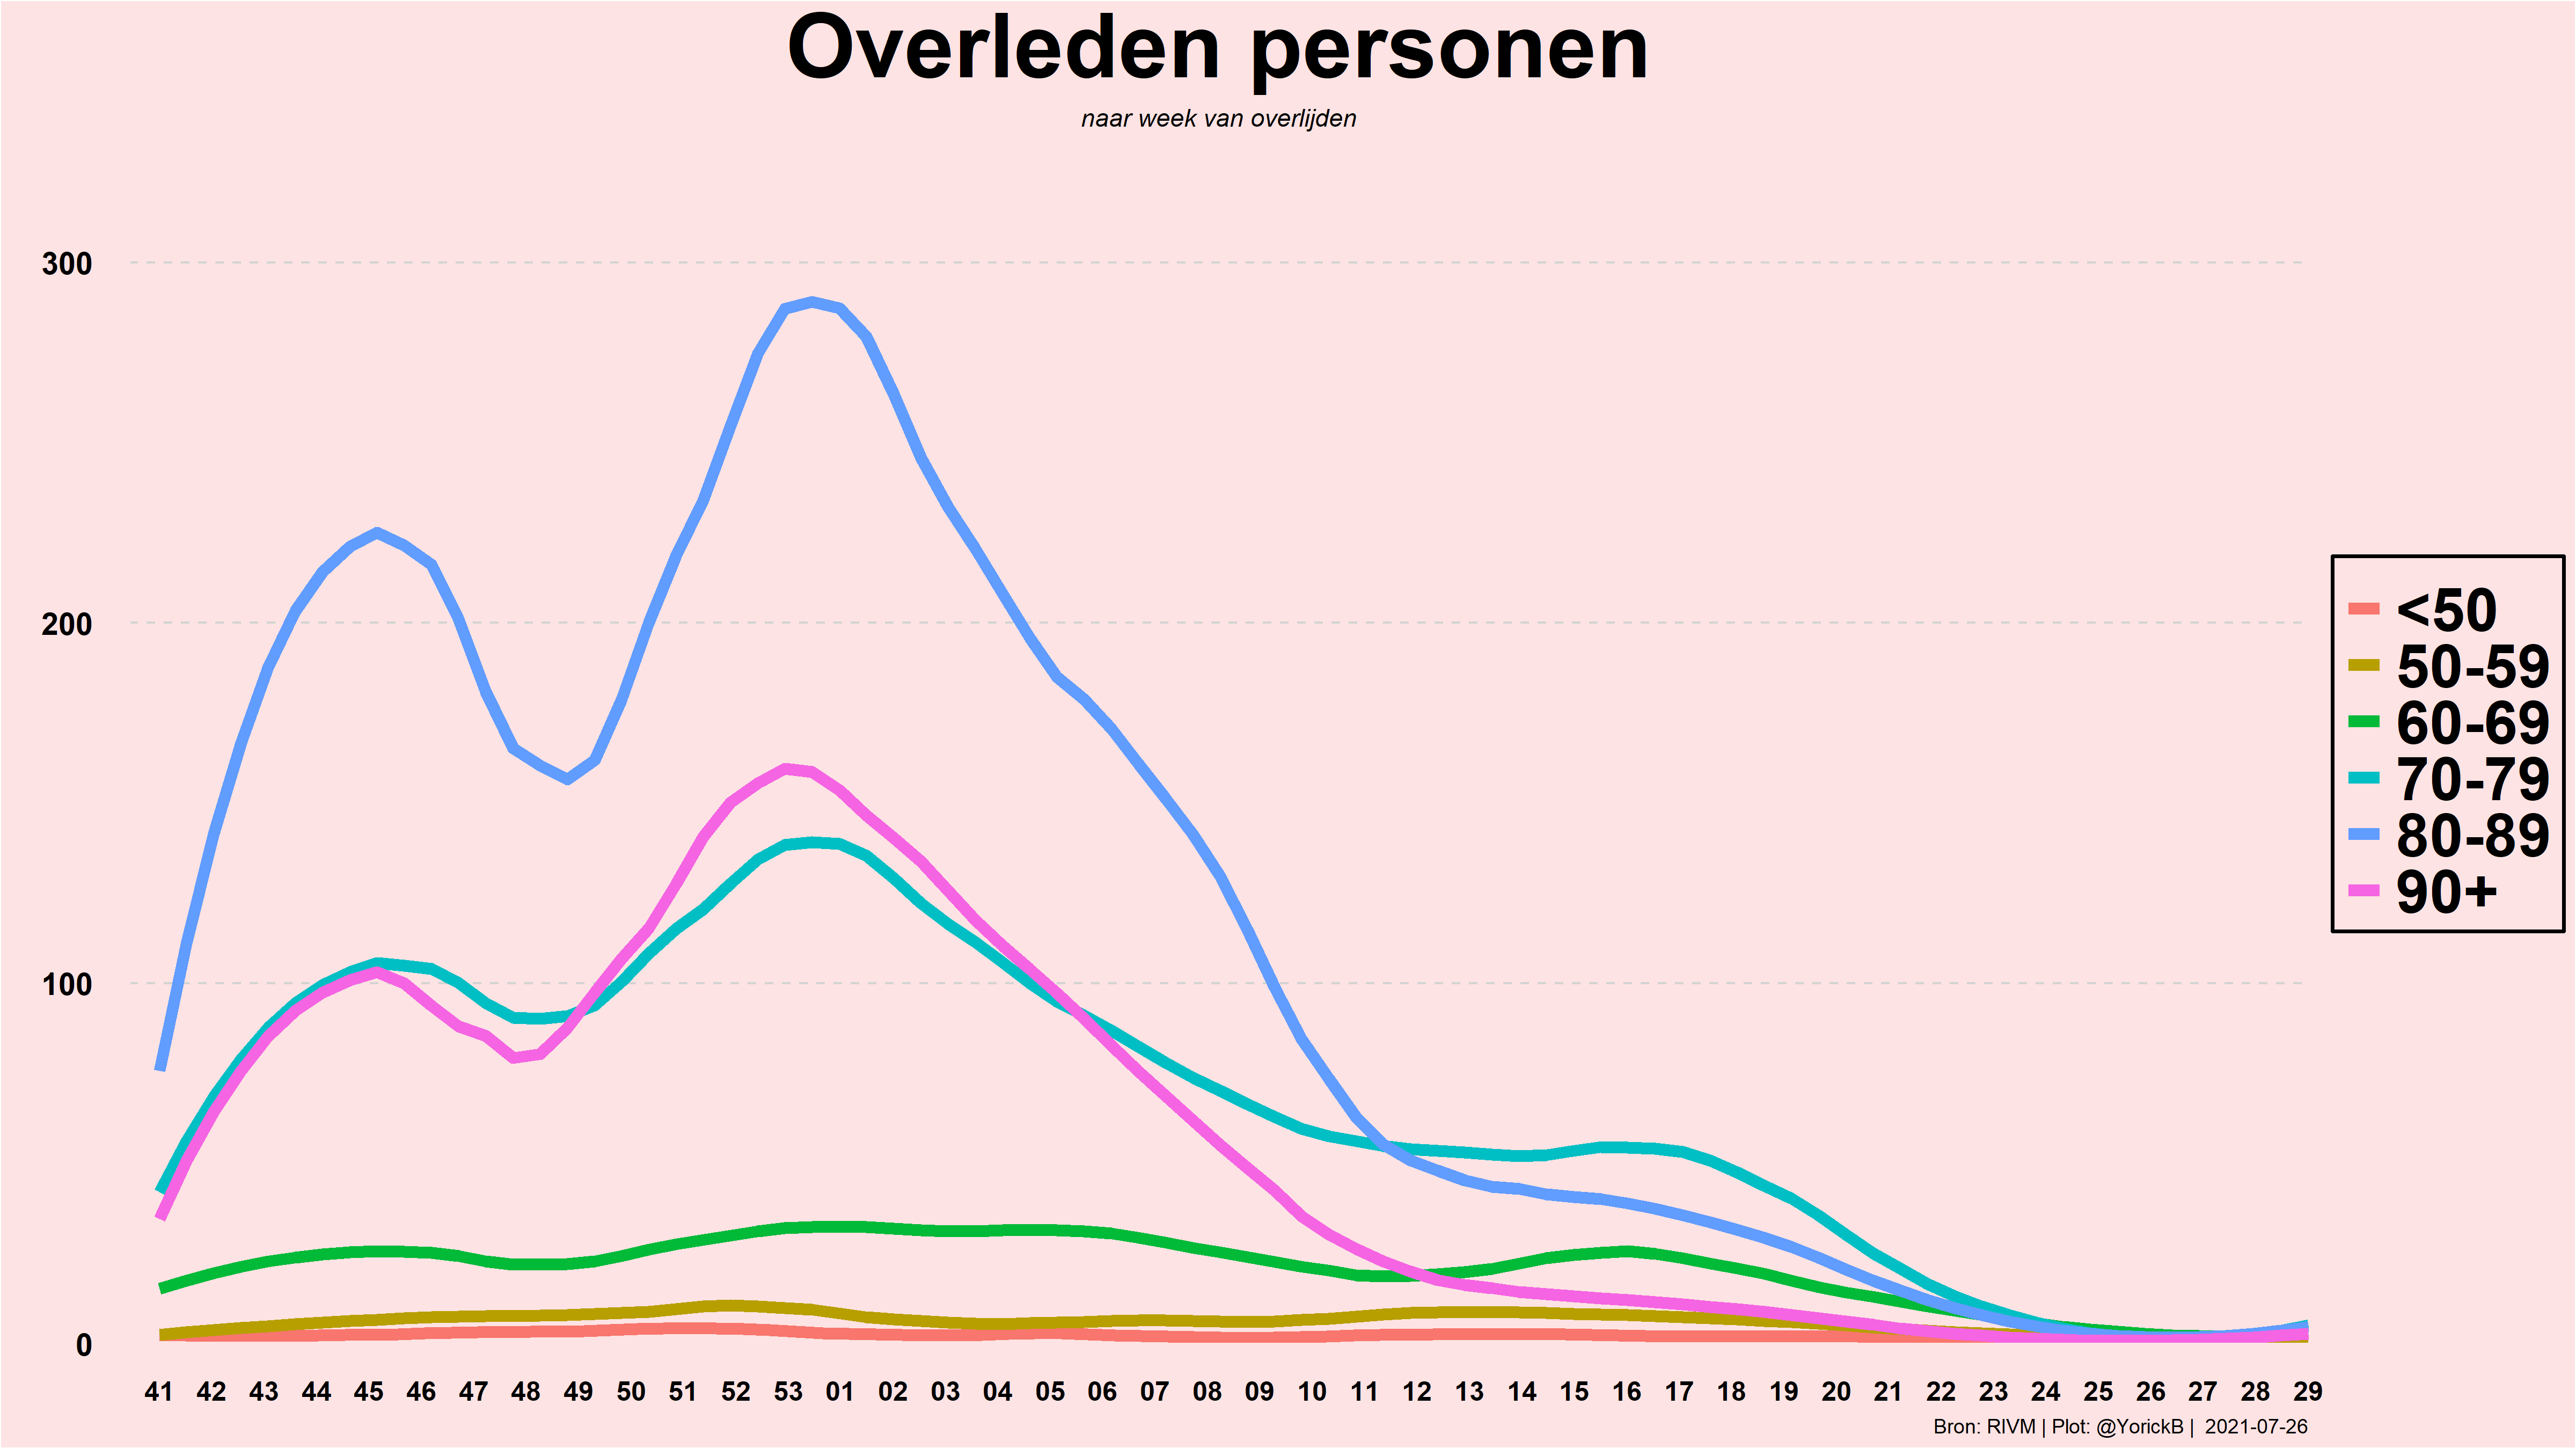 Overleden personen
naar week van overlijden
300
200
100
0
<50
50-59
60-69
70-79
80-89
90+
41 42 43 44 45 46 47 48 49 50 51 52 53 01 02 03 04 05 06 07 08 09 10 11 12 13 14 15 16 17 18 19 20 21 22 23 24 25 26 27 28 29
Bron: RIVM | Plot: @YorickB | 2021-07-26